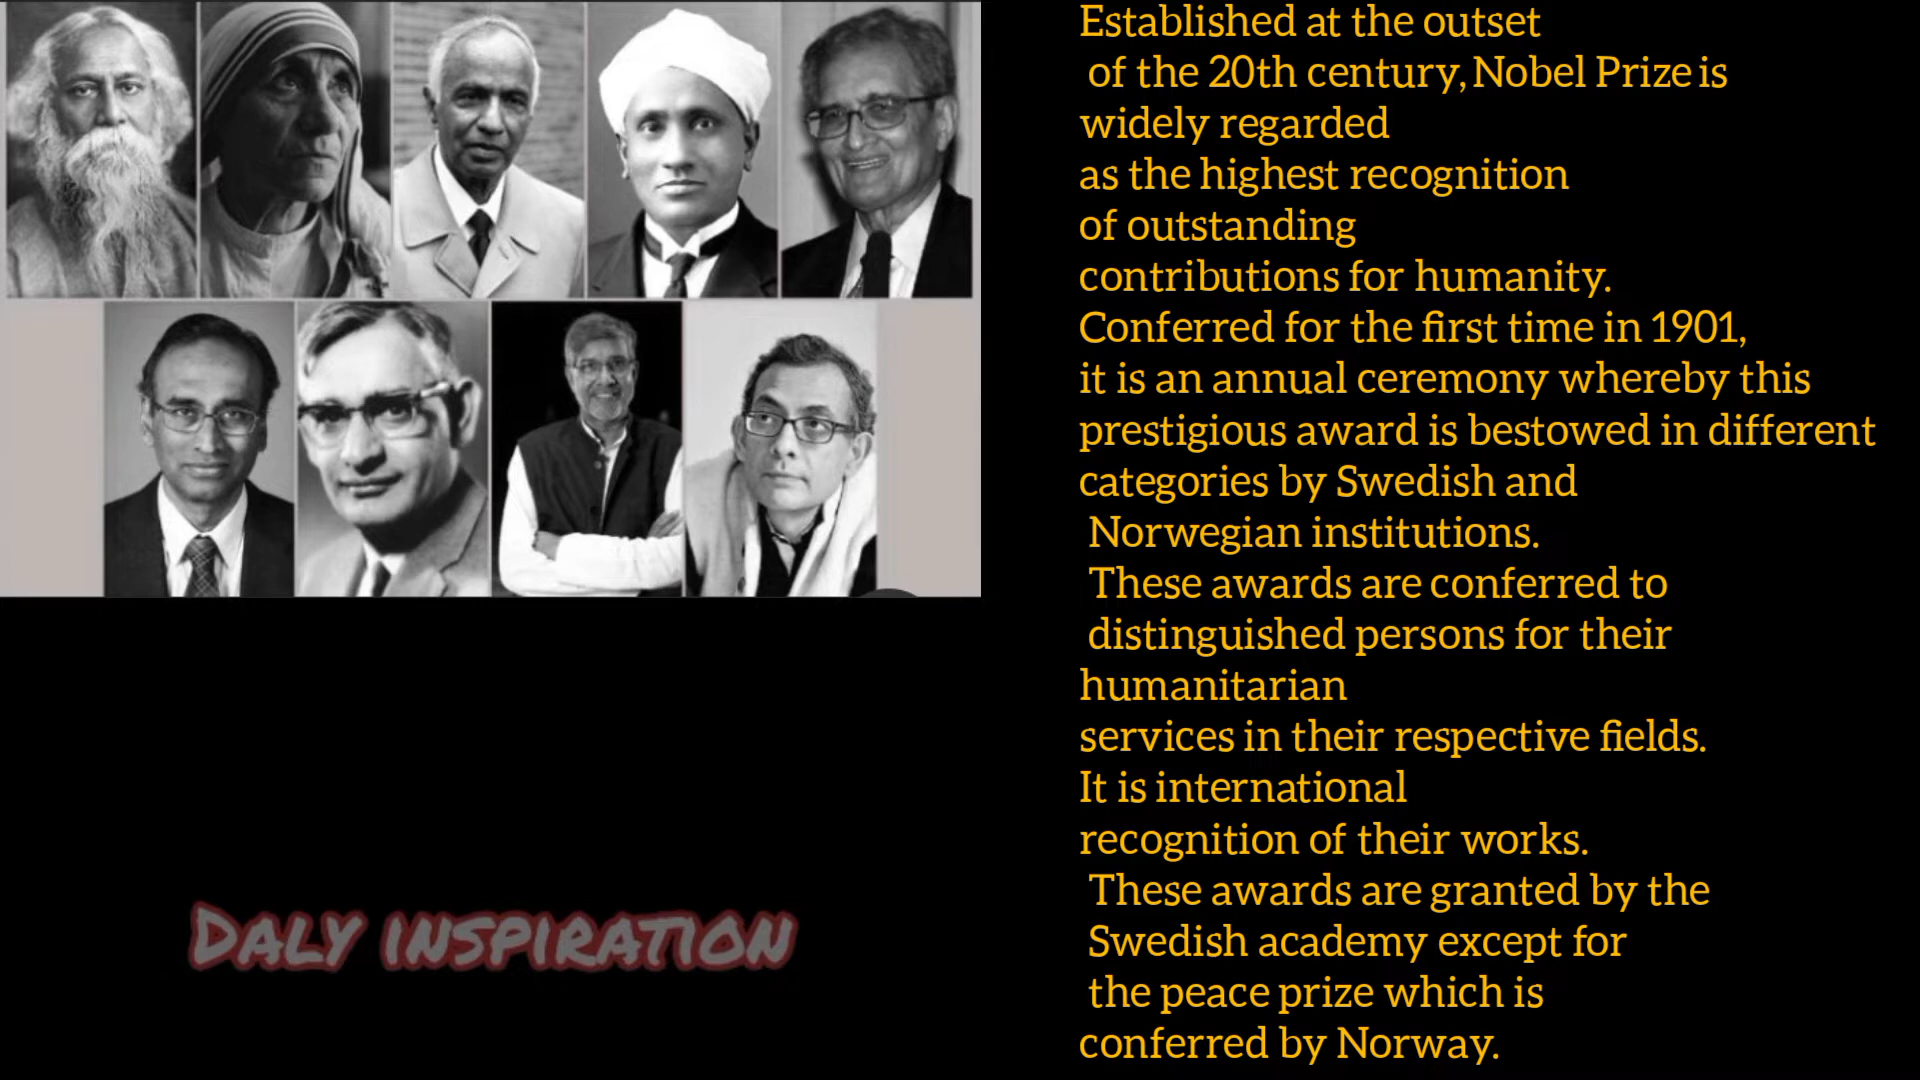 Established at the outset
of the 20th century, Nobel Prize is
widely regarded
as the highest recognition
of outstanding
contributions for humanity.
Conferred for the first time in 1901,
it is an annual ceremony whereby this
prestigious award is bestowed in different
categories by Swedish and
Norwegian institutions.
These awards are conferred to
distinguished persons for their
humanitarian
services in their respective fields.
It is international
recognition of their works.
These awards are granted by the
Swedish academy except for
the peace prize which is
conferred by Norway.
DALY INSPIRATION